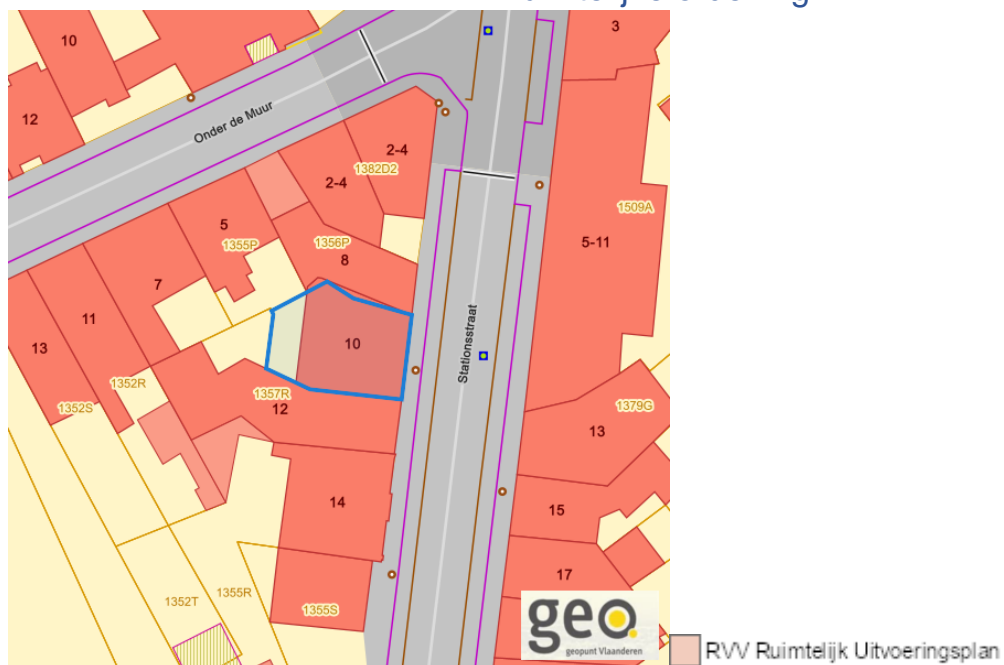 3
10
Onder de Muur
12
2-4
1382D2
2-4
1509A
5
1355P
1356P
5-11
8
7
11
10
Stationsstraat
13
1352R
1357R
1379G
1352S
12
13
14
15
17
1352T
1355R
1355S
geo
geopunt Vlaanderen
RVV Ruimtelijk Uitvoeringsplan